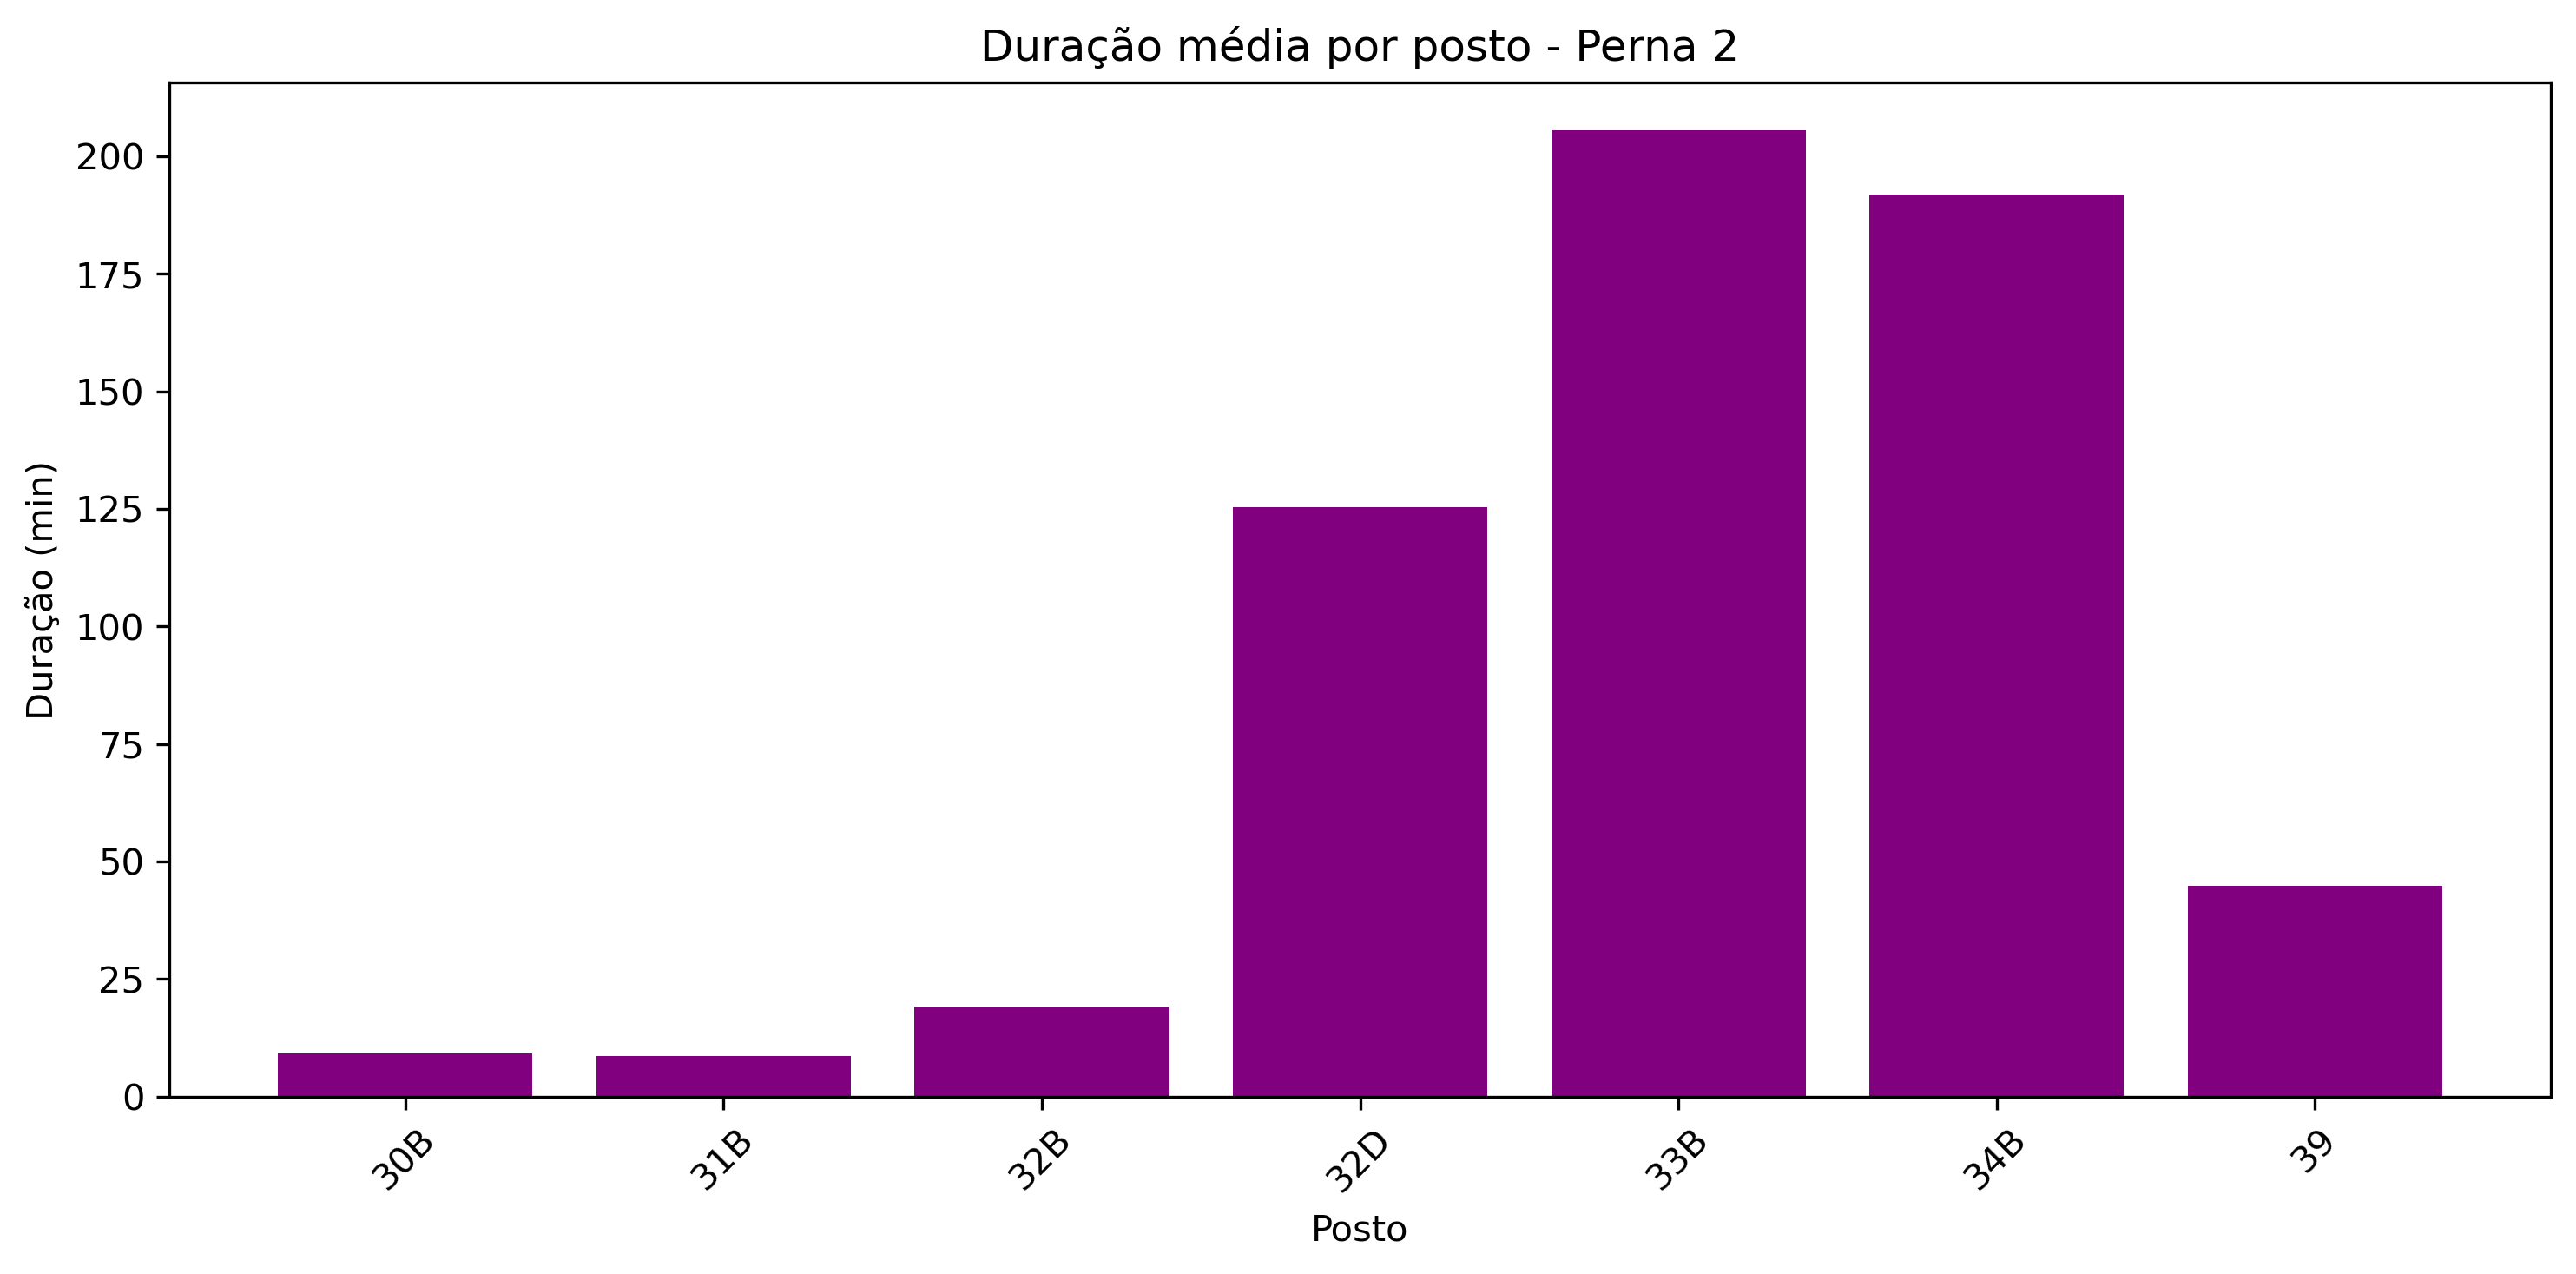 Duração média por posto - Perna 2
Duração (min)
200
175
150
125
100
75
50
25
0
30B
31B
32B
32D
33B
34B
39
Posto